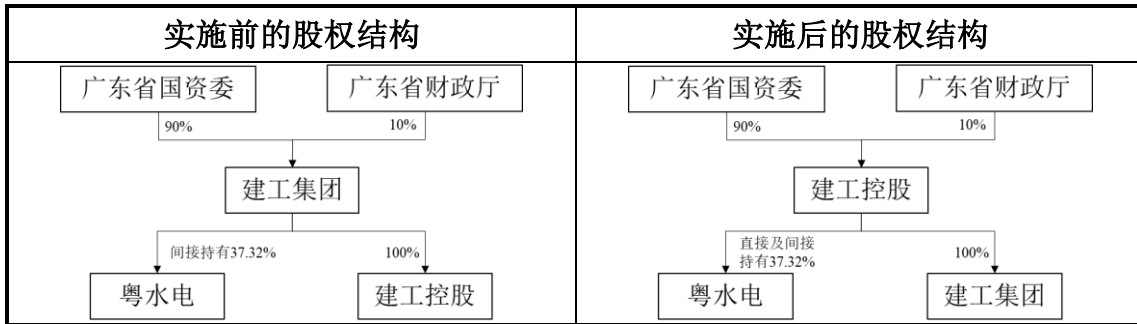 实施前的股权结构
实施后的股权结构
广东省国资委
广东省财政厅
90%
10%
建工集团
间接持有37.32%
100%
粤水电
建工控股
广东省国资委
广东省财政厅
90%
10%
建工控股
直接及间接
持有37.32%
100%
粤水电
建工集团